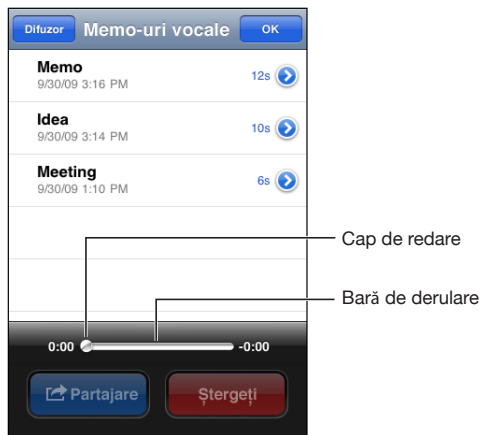 Difuzor Memo-uri vocale OK
Memo
9/30/09 3:16 PM 12s
Idea
9/30/09 3:14 PM 10s
Meeting
9/30/09 1:10 PM 6s
Cap de redare
Bară de derulare
0:00 -0:00
Partajare Ștergeți